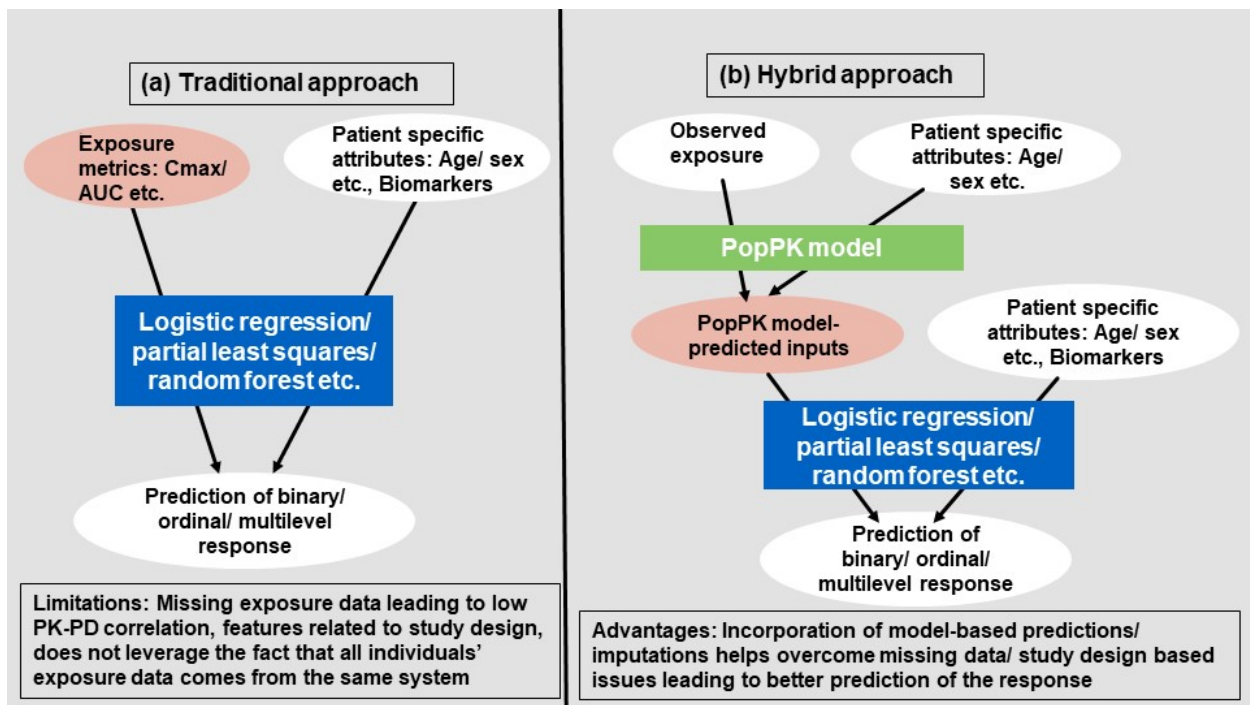 (a) Traditional approach
Exposure
metrics: Cmax/
AUC etc.
Patient specific
attributes: Age/ sex
etc., Biomarkers
Logistic regression/
partial least squares/
random forest etc.
Prediction of binary/
ordinal/ multilevel
response
Limitations: Missing exposure data leading to low
PK-PD correlation, features related to study design,
does not leverage the fact that all individuals’
exposure data comes from the same system
(b) Hybrid approach
Observed
exposure
Patient specific
attributes: Age/
sex etc.
PopPK model
PopPK model-
predicted inputs
Patient specific
attributes: Age/ sex
etc., Biomarkers
Logistic regression/
partial least squares/
random forest etc.
Prediction of
binary/ ordinal/
multilevel response
Advantages: Incorporation of model-based predictions/
imputations helps overcome missing data/ study design based
issues leading to better prediction of the response